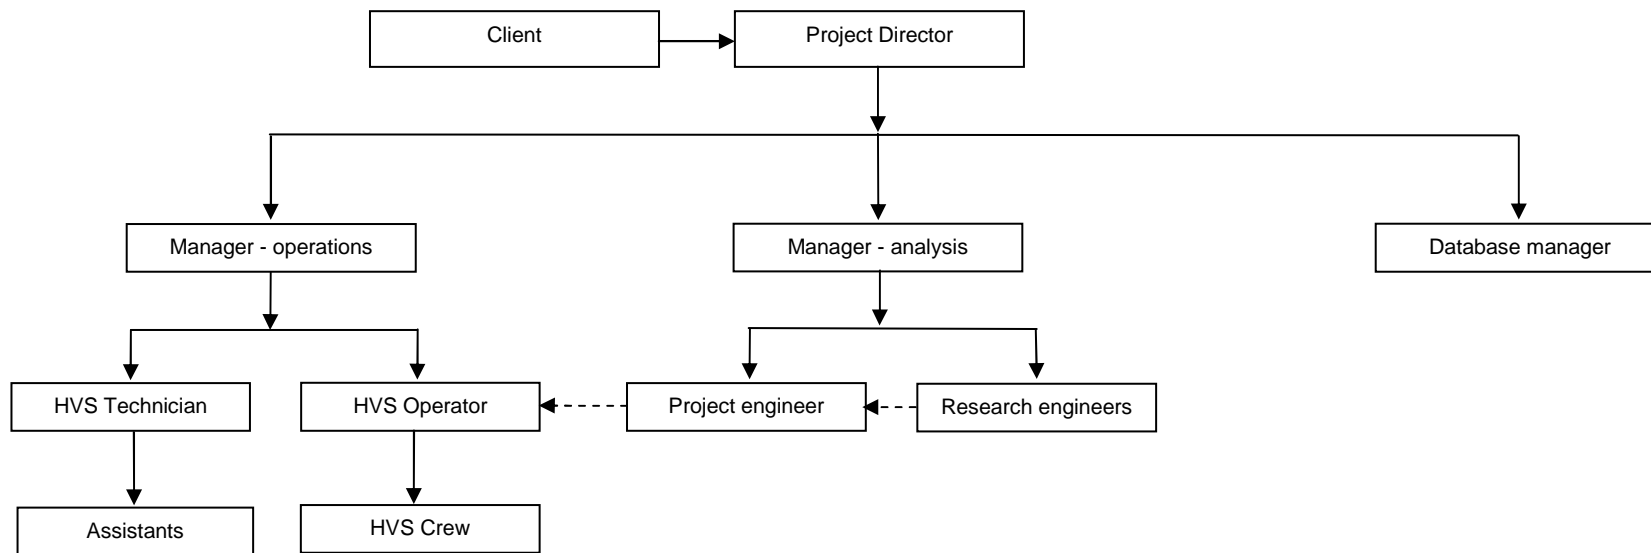 Client
Project Director
Manager - operations
Manager - analysis
Database manager
HVS Technician
HVS Operator
Project engineer
Research engineers
Assistants
HVS Crew